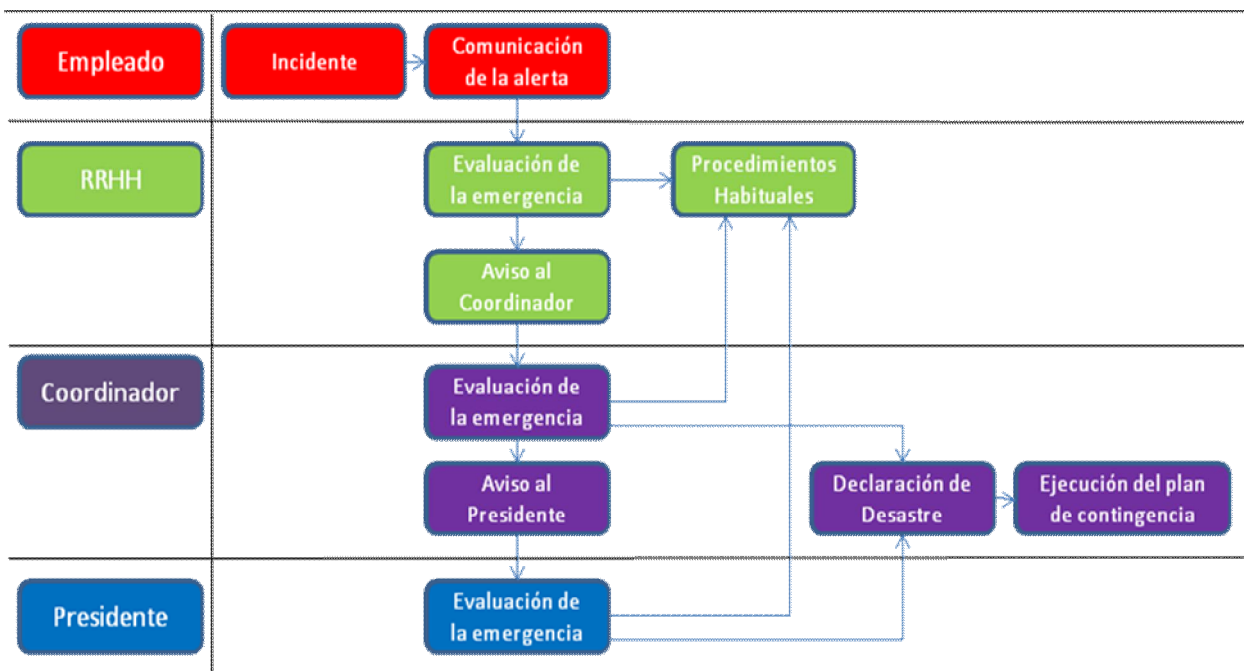 Empleado
Incidente
Comunicación
de la alerta
RRHH
Evaluación de
la emergencia
Procedimientos
Habituales
Aviso al
Coordinador
Coordinador
Evaluación de
la emergencia
Aviso al
Presidente
Declaración de
Desastre
Ejecución del plan
de contingencia
Presidente
Evaluación de
la emergencia